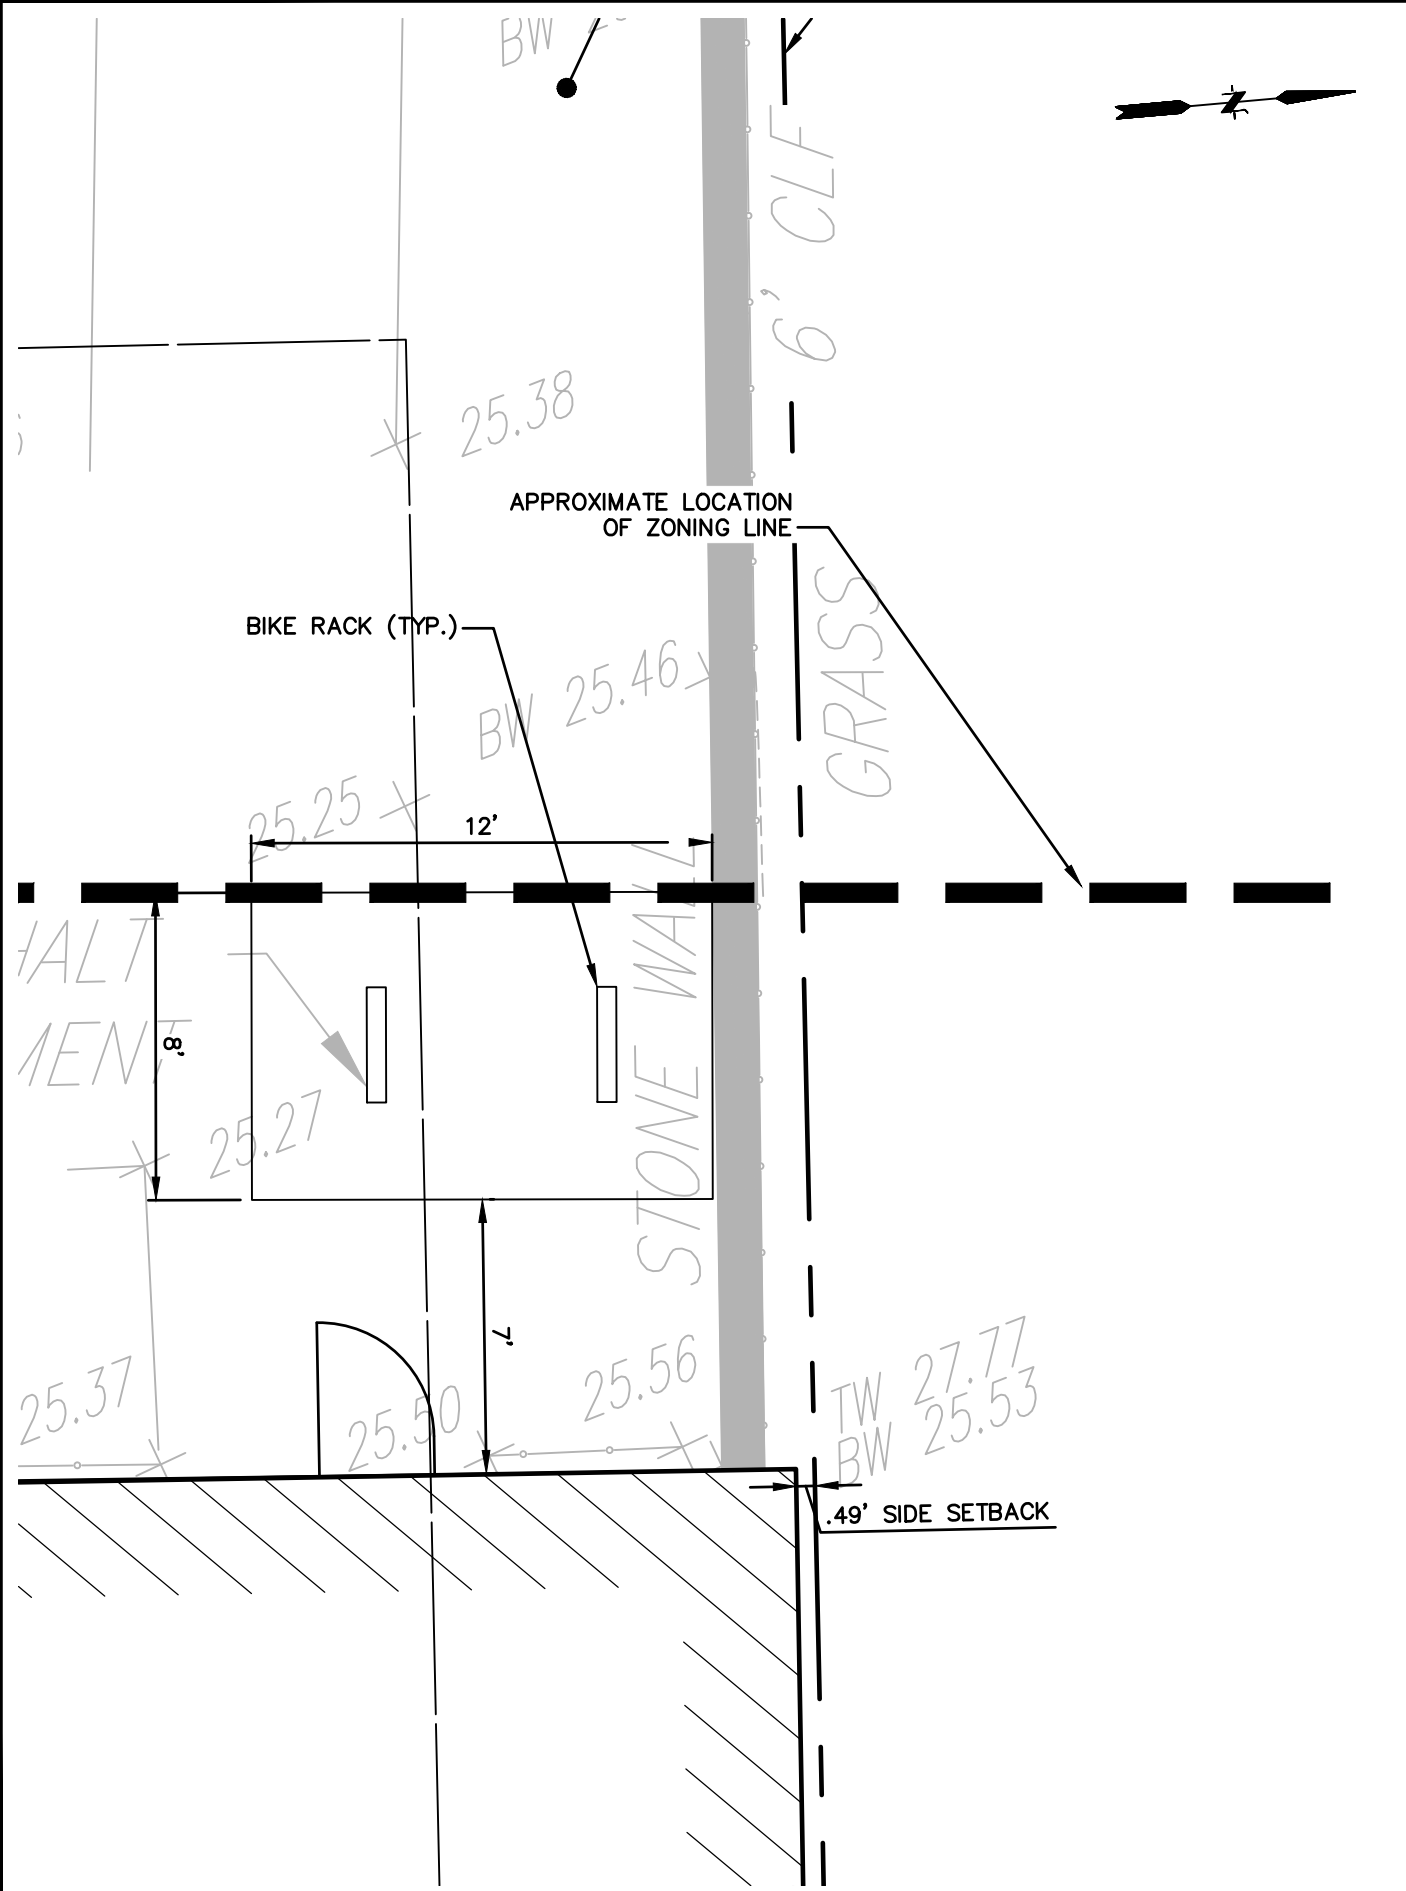 BW
6' CLF
25.38
APPROXIMATE LOCATION
OF ZONING LINE
GRASS
BIKE RACK (TYP.)
BW 25.46
25.25
12'
STONE WALL
8'
25.27
7'
25.37
25.50
25.56
TW 27.77
BW 25.53
.49' SIDE SETBACK